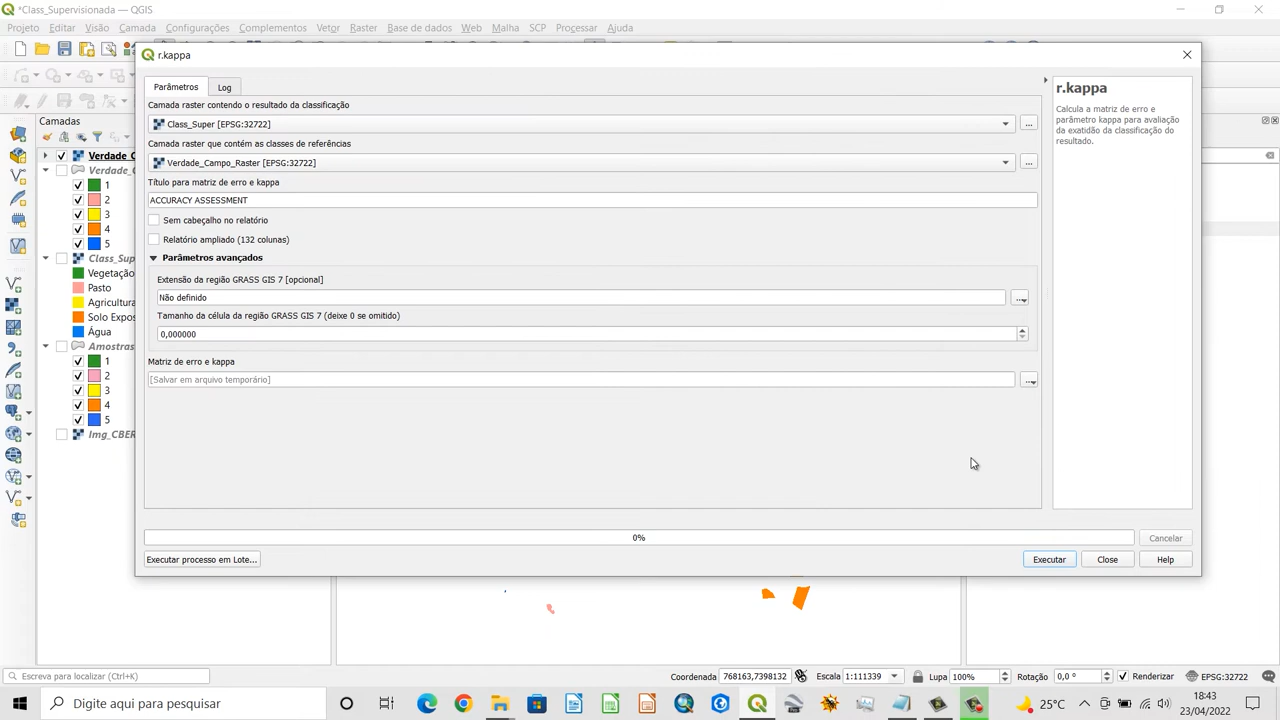 *Class_Supervisionada — QGIS
Projeto Editar Visão Camada Configurações Complementos Vetor Raster Base de dados Web Malha SCP Processar Ajuda
r.kappa
Parâmetros Log
Camada raster contendo o resultado da classificação
Class_Super [EPSG:32722]
...
Camada raster que contém as classes de referências
Verdade_Campo_Raster [EPSG:32722]
...
Título para matriz de erro e kappa
ACCURACY ASSESSMENT
Sem cabeçalho no relatório
Relatório ampliado (132 colunas)
Parâmetros avançados
Extensão da região GRASS GIS 7 [opcional]
Não definido
...
Tamanho da célula da região GRASS GIS 7 (deixe 0 se omitido)
0,000000
Matriz de erro e kappa
[Salvar em arquivo temporário]
...
0%
Cancelar
Executar processo em Lote...
Executar
Close
Help
r.kappa
Calcula a matriz de erro e
parâmetro kappa para avaliação
da exatidão da classificação do
resultado.
Camadas
Verdade_C
Verdade_C
1
2
3
4
5
Class_Sup
Vegetação
Pasto
Agricultura
Solo Expos
Água
Amostras
1
2
3
4
5
Img_CBER
Escreva para localizar (Ctrl+K)
Coordenada 768163,7398132
1:111339
Lupa 100%
Rotação 0,0 °
Renderizar
EPSG:32722
Digite aqui para pesquisar
25°C
18:43
23/04/2022